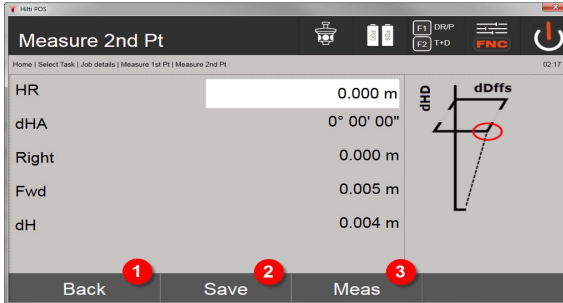 Hilti POS
Measure 2nd Pt
POC
POS
F1 DR/P
F2 T+D
FNC
Home | Select Task | Job details | Measure 1st Pt | Measure 2nd Pt
02:17
HR 0.000 m
dHA 0° 00' 00"
Right 0.000 m
Fwd 0.005 m
dH 0.004 m
dHD
dDffs
1
2
3
Back
Save
Meas